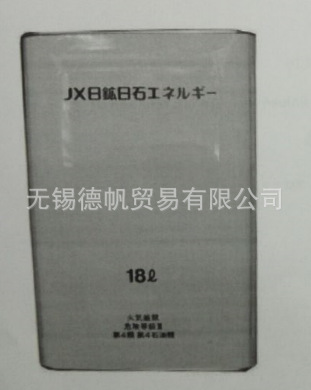 JX日鉱日石エネルギー
无锡德帆贸易有限公司
18ℓ
火気厳禁
危険等級Ⅲ
第4類 第4石油類